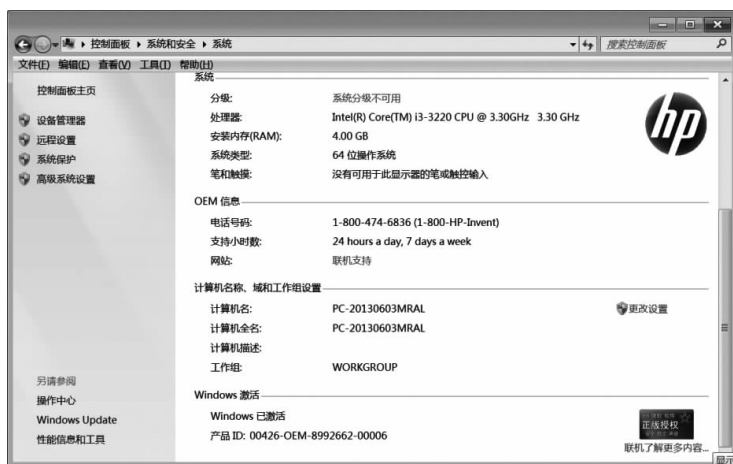 控制面板 ▸ 系统和安全 ▸ 系统
搜索控制面板
文件(F) 编辑(E) 查看(V) 工具(T) 帮助(H)
控制面板主页
设备管理器
远程设置
系统保护
高级系统设置
另请参阅
操作中心
Windows Update
性能信息和工具
系统
分级: 系统分级不可用
处理器: Intel(R) Core(TM) i3-3220 CPU @ 3.30GHz 3.30 GHz
安装内存(RAM): 4.00 GB
系统类型: 64 位操作系统
笔和触摸: 没有可用于此显示器的笔或触控输入
hp
OEM 信息
电话号码: 1-800-474-6836 (1-800-HP-Invent)
支持小时数: 24 hours a day, 7 days a week
网站: 联机支持
计算机名称、域和工作组设置
计算机名: PC-20130603MRAL
更改设置
计算机全名: PC-20130603MRAL
计算机描述:
工作组: WORKGROUP
Windows 激活
Windows 已激活
产品 ID: 00426-OEM-8992662-00006
正版授权
联机了解更多内容...
显示